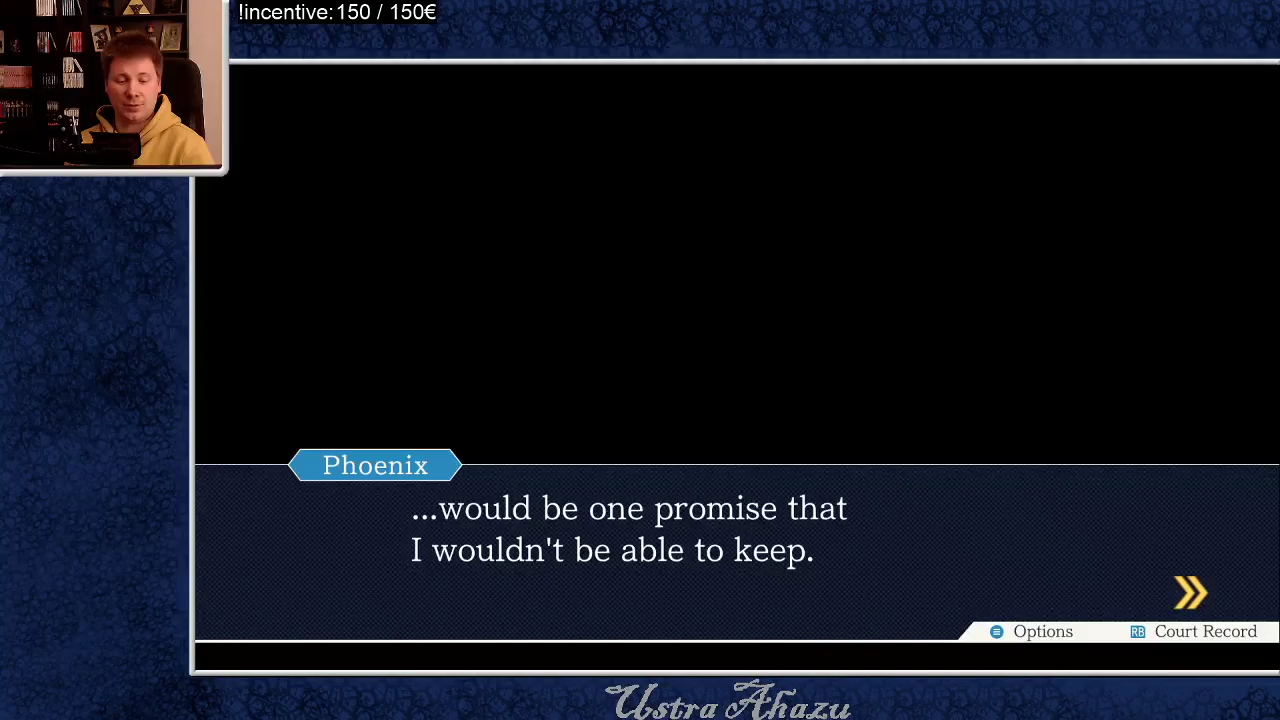 !incentive: 150 / 150€
Phoenix
...would be one promise that
I wouldn't be able to keep.
Options
RB Court Record
Ustra Ahazu